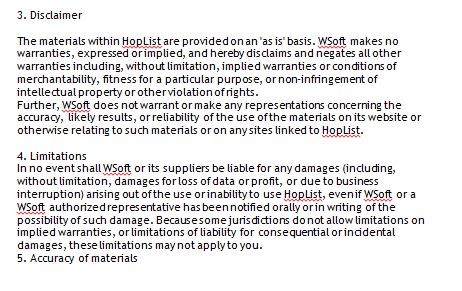 3. Disclaimer
The materials within HopList are provided on an 'as is' basis. WSoft makes no
warranties, expressed or implied, and hereby disclaims and negates all other
warranties including, without limitation, implied warranties or conditions of
merchantability, fitness for a particular purpose, or non-infringement of
intellectual property or other violation of rights.
Further, WSoft does not warrant or make any representations concerning the
accuracy, likely results, or reliability of the use of the materials on its website or
otherwise relating to such materials or on any sites linked to HopList.
4. Limitations
In no event shall WSoft or its suppliers be liable for any damages (including,
without limitation, damages for loss of data or profit, or due to business
interruption) arising out of the use or inability to use HopList, even if WSoft or a
WSoft authorized representative has been notified orally or in writing of the
possibility of such damage. Because some jurisdictions do not allow limitations on
implied warranties, or limitations of liability for consequential or incidental
damages, these limitations may not apply to you.
5. Accuracy of materials